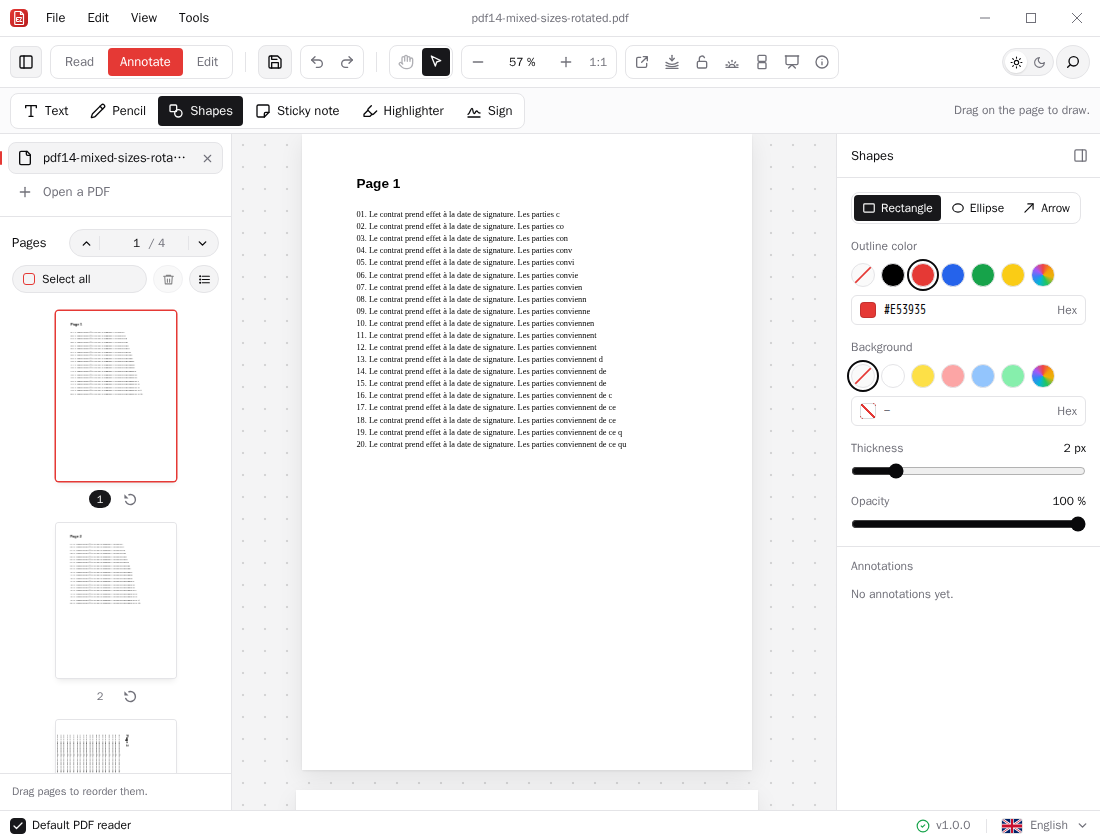 File Edit View Tools pdf14-mixed-sizes-rotated.pdf
Read Annotate Edit 57 % 1:1
Text Pencil Shapes Sticky note Highlighter Sign Drag on the page to draw.
pdf14-mixed-sizes-rota···
Open a PDF
Pages 1 / 4
Select all
Page 1
1
Page 2
2
Drag pages to reorder them.
Page 1
01. Le contrat prend effet à la date de signature. Les parties c
02. Le contrat prend effet à la date de signature. Les parties co
03. Le contrat prend effet à la date de signature. Les parties con
04. Le contrat prend effet à la date de signature. Les parties conv
05. Le contrat prend effet à la date de signature. Les parties convi
06. Le contrat prend effet à la date de signature. Les parties convie
07. Le contrat prend effet à la date de signature. Les parties convien
08. Le contrat prend effet à la date de signature. Les parties convienn
09. Le contrat prend effet à la date de signature. Les parties convienne
10. Le contrat prend effet à la date de signature. Les parties conviennen
11. Le contrat prend effet à la date de signature. Les parties conviennent
12. Le contrat prend effet à la date de signature. Les parties conviennent
13. Le contrat prend effet à la date de signature. Les parties conviennent d
14. Le contrat prend effet à la date de signature. Les parties conviennent de
15. Le contrat prend effet à la date de signature. Les parties conviennent de
16. Le contrat prend effet à la date de signature. Les parties conviennent de c
17. Le contrat prend effet à la date de signature. Les parties conviennent de ce
18. Le contrat prend effet à la date de signature. Les parties conviennent de ce
19. Le contrat prend effet à la date de signature. Les parties conviennent de ce q
20. Le contrat prend effet à la date de signature. Les parties conviennent de ce qu
Shapes
Rectangle Ellipse Arrow
Outline color
#E53935 Hex
Background
– Hex
Thickness 2 px
Opacity 100 %
Annotations
No annotations yet.
Default PDF reader v1.0.0 English